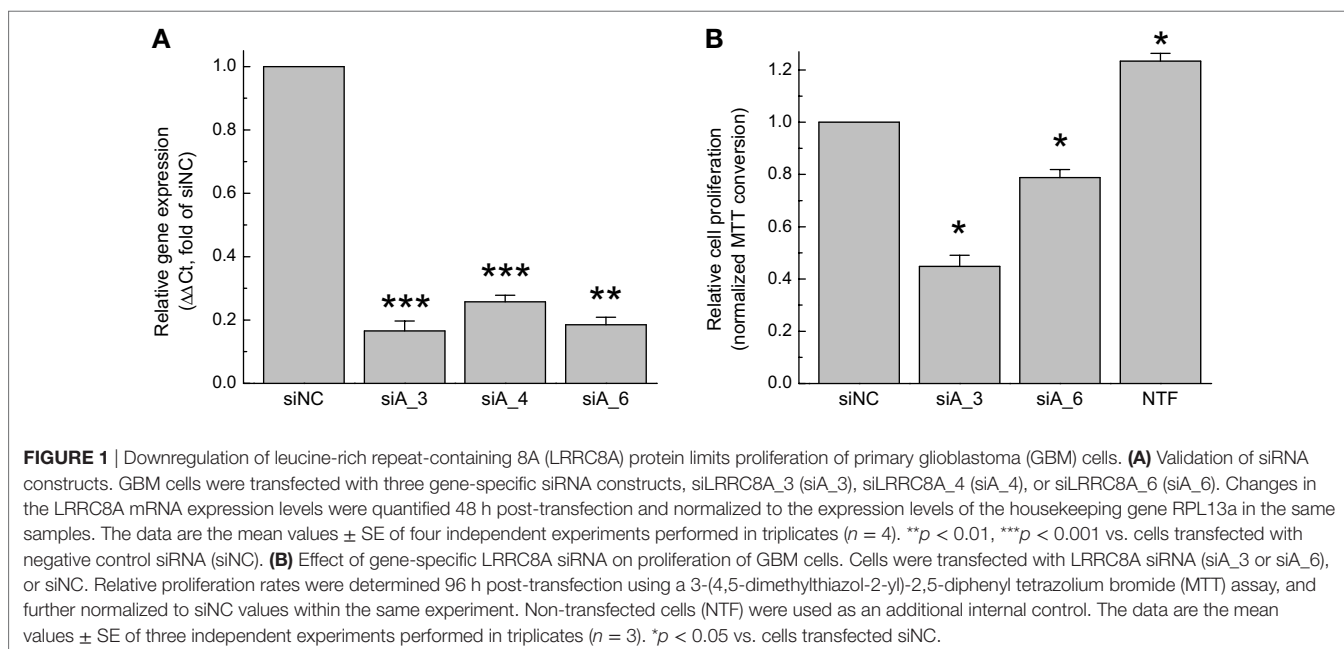 A
Relative gene expression
(ΔΔCt, fold of siNC)
1.0
0.8
0.6
0.4
0.2
0.0
***
***
**
siNC siA_3 siA_4 siA_6
B
Relative cell proliferation
(normalized MTT conversion)
1.2
1.0
0.8
0.6
0.4
0.2
0.0
*
*
*
siNC siA_3 siA_6 NTF
FIGURE 1 | Downregulation of leucine-rich repeat-containing 8A (LRRC8A) protein limits proliferation of primary glioblastoma (GBM) cells. (A) Validation of siRNA
constructs. GBM cells were transfected with three gene-specific siRNA constructs, siLRRC8A_3 (siA_3), siLRRC8A_4 (siA_4), or siLRRC8A_6 (siA_6). Changes in
the LRRC8A mRNA expression levels were quantified 48 h post-transfection and normalized to the expression levels of the housekeeping gene RPL13a in the same
samples. The data are the mean values ± SE of four independent experiments performed in triplicates (n = 4). **p < 0.01, ***p < 0.001 vs. cells transfected with
negative control siRNA (siNC). (B) Effect of gene-specific LRRC8A siRNA on proliferation of GBM cells. Cells were transfected with LRRC8A siRNA (siA_3 or siA_6),
or siNC. Relative proliferation rates were determined 96 h post-transfection using a 3-(4,5-dimethylthiazol-2-yl)-2,5-diphenyl tetrazolium bromide (MTT) assay, and
further normalized to siNC values within the same experiment. Non-transfected cells (NTF) were used as an additional internal control. The data are the mean
values ± SE of three independent experiments performed in triplicates (n = 3). *p < 0.05 vs. cells transfected siNC.